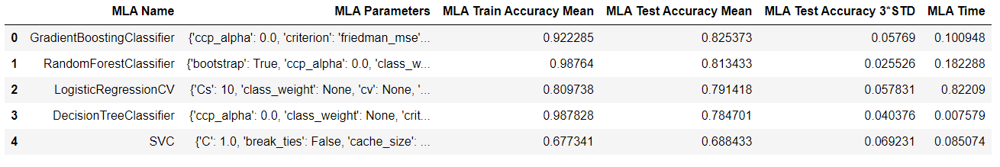 MLA Name MLA Parameters MLA Train Accuracy Mean MLA Test Accuracy Mean MLA Test Accuracy 3*STD MLA Time
0 GradientBoostingClassifier {'ccp_alpha': 0.0, 'criterion': 'friedman_mse'... 0.922285 0.825373 0.05769 0.100948
1 RandomForestClassifier {'bootstrap': True, 'ccp_alpha': 0.0, 'class_w... 0.98764 0.813433 0.025526 0.182288
2 LogisticRegressionCV {'Cs': 10, 'class_weight': None, 'cv': None, '... 0.809738 0.791418 0.057831 0.82209
3 DecisionTreeClassifier {'ccp_alpha': 0.0, 'class_weight': None, 'crit... 0.987828 0.784701 0.040376 0.007579
4 SVC {'C': 1.0, 'break_ties': False, 'cache_size': ... 0.677341 0.688433 0.069231 0.085074